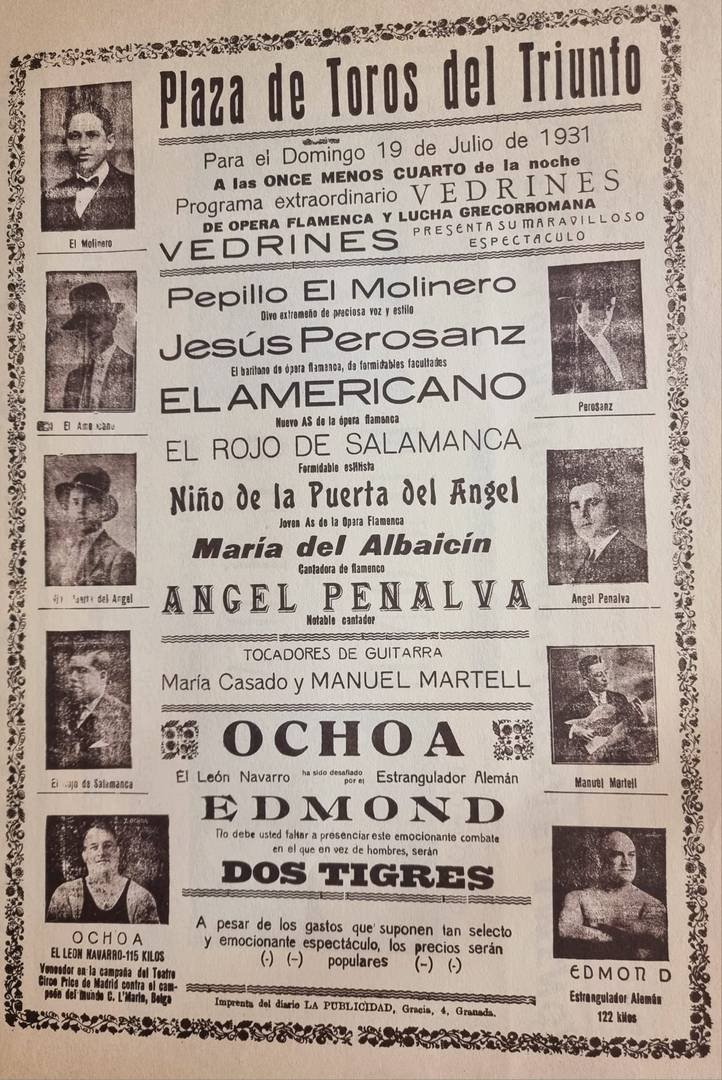 Plaza de Toros del Triunfo
Para el Domingo 19 de Julio de 1931
A las ONCE MENOS CUARTO de la noche
Programa extraordinario VEDRINES
DE OPERA FLAMENCA Y LUCHA GRECORROMANA
VEDRINES PRESENTA SU MARAVILLOSO
ESPECTACULO
El Molinero
Pepillo El Molinero
Divo extremeño de preciosa voz y estilo
Jesús Perosanz
El barítono de ópera flamenca, de formidables facultades
EL AMERICANO
Nuevo AS de la ópera flamenca
El Americano
Perosanz
EL ROJO DE SALAMANCA
Formidable estilista
Niño de la Puerta del Angel
Joven As de la Opera Flamenca
María del Albaicín
Cantadora de flamenco
ANGEL PENALVA
Notable cantador
del Angel
Angel Penalva
TOCADORES DE GUITARRA
María Casado y MANUEL MARTELL
OCHOA
El León Navarro ha sido desafiado
por el Estrangulador Alemán
EDMOND
No debe usted faltar a presenciar este emocionante combate
en el que en vez de hombres, serán
DOS TIGRES
de Salamanca
Manuel Martell
A pesar de los gastos que suponen tan selecto
y emocionante espectáculo, los precios serán
(-) (-) populares (-) (-)
OCHOA
EL LEON NAVARRO-115 KILOS
Vencedor en la campaña del Teatro
Circo Price de Madrid contra el cam-
peón del mundo C. L'Marin, Belga
EDMOND
Estrangulador Alemán
122 kilos
Imprenta del diario LA PUBLICIDAD, Gracia, 4, Granada.